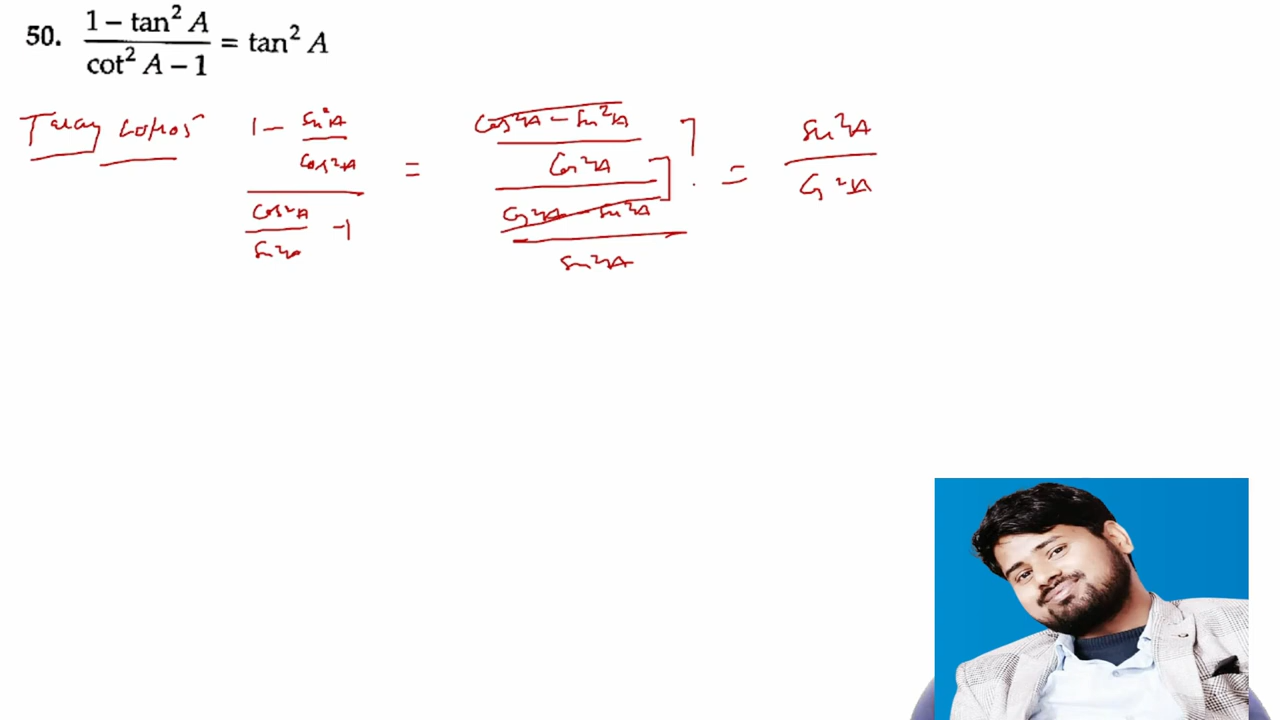 50. (1 − tan² A)/(cot² A − 1) = tan² A
Taking L.H.S. 1 − sin²A/cos²A = cos²A − sin²A = sin²A
cos²A cos²A
cos²A/sin²A − 1 cos²A − sin²A
sin²A